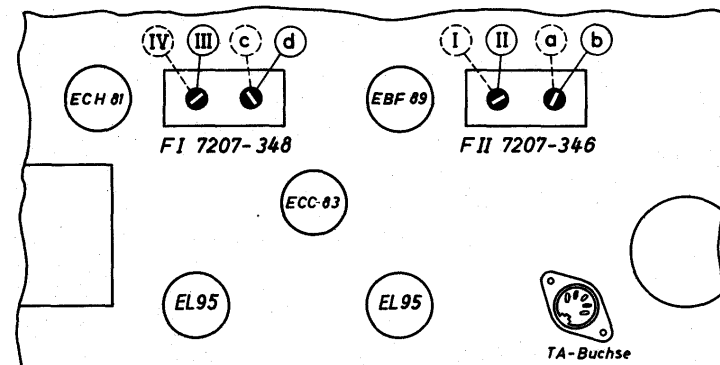 IV III c d I II a b
ECH 81 EBF 89
FI 7207-348 FII 7207-346
ECC-83
EL95 EL95
TA-Buchse